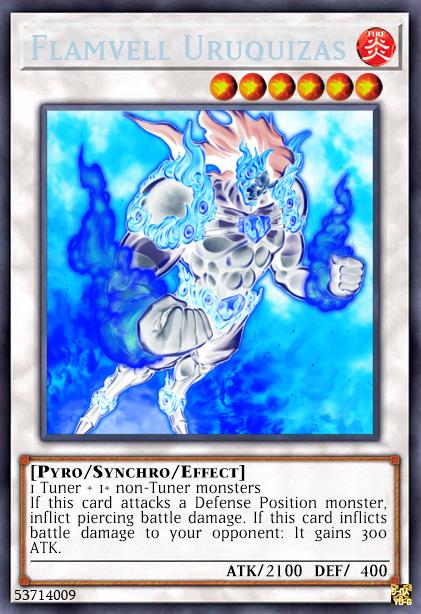 Flamvell Uruquizas
FIRE
炎
[Pyro/Synchro/Effect]
1 Tuner + 1+ non-Tuner monsters
If this card attacks a Defense Position monster,
inflict piercing battle damage. If this card inflicts
battle damage to your opponent: It gains 300
ATK.
ATK/2100 DEF/ 400
53714009